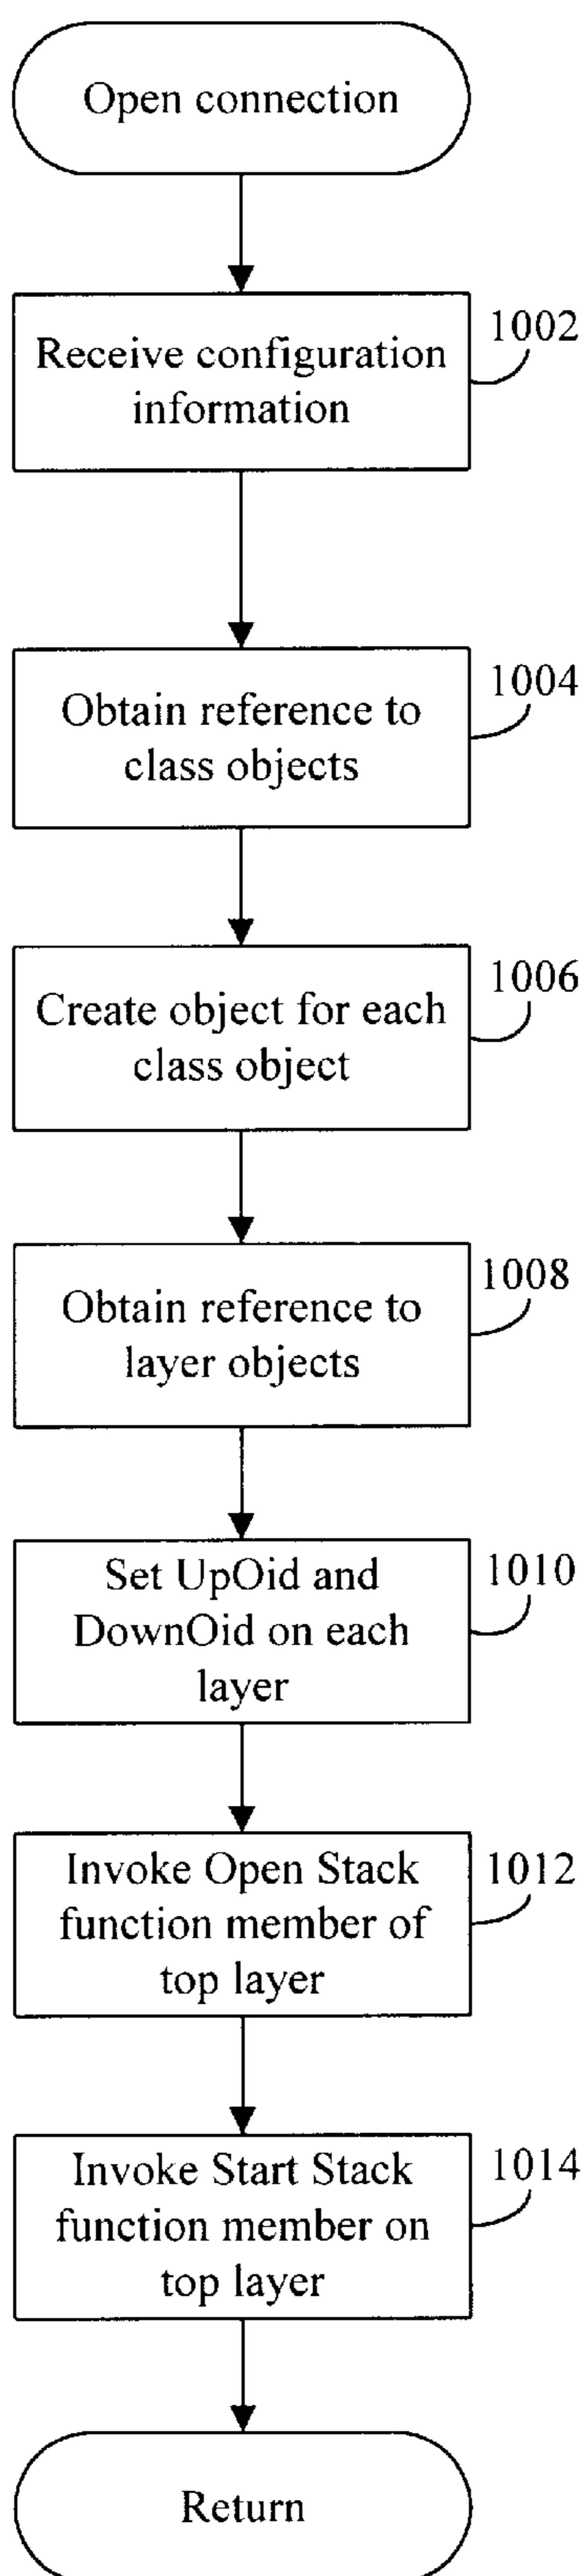 Open connection
1002
Receive configuration
information
1004
Obtain reference to
class objects
1006
Create object for each
class object
1008
Obtain reference to
layer objects
1010
Set UpOid and
DownOid on each
layer
1012
Invoke Open Stack
function member of
top layer
1014
Invoke Start Stack
function member on
top layer
Return